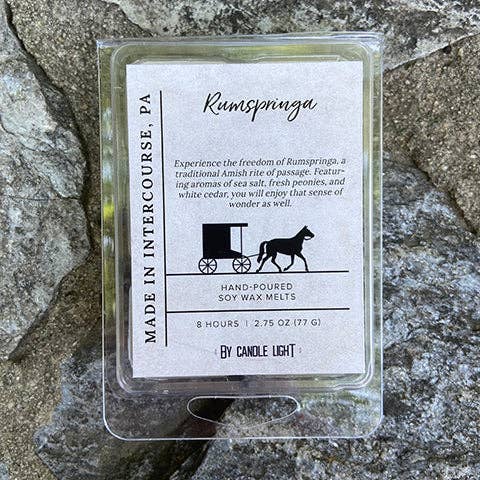 Rumspringa
MADE IN INTERCOURSE, PA
Experience the freedom of Rumspringa, a
traditional Amish rite of passage. Featur-
ing aromas of sea salt, fresh peonies, and
white cedar, you will enjoy that sense of
wonder as well.
HAND-POURED
SOY WAX MELTS
8 HOURS | 2.75 OZ (77 G)
BY CANDLE LIGHT